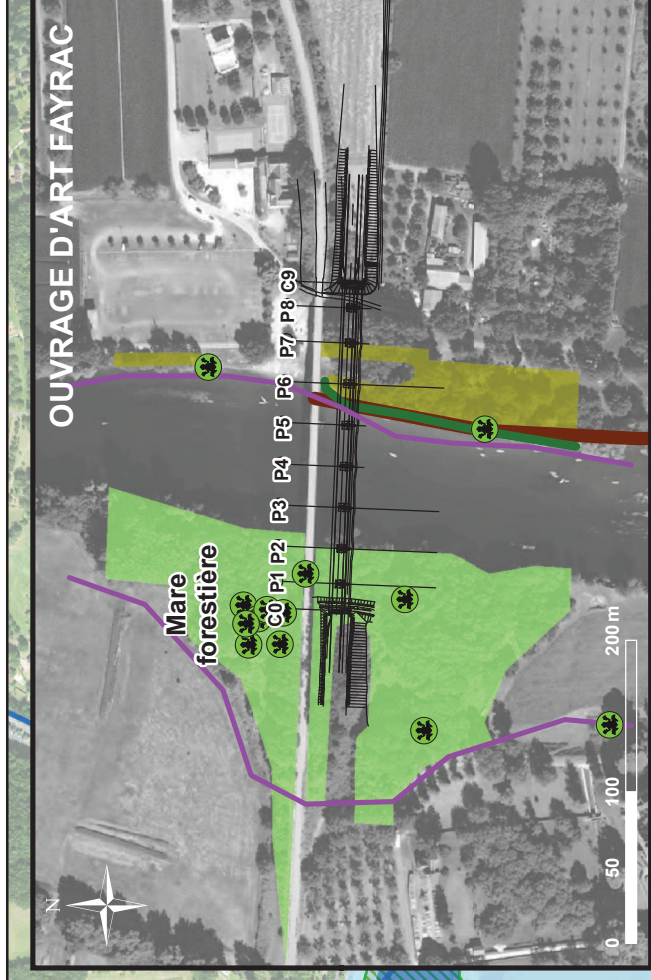 OUVRAGE D'ART FAYRAC
N
Mare
forestière
C0
P1
P2
P3
P4
P5
P6
P7
P8
C9
0
50
100
200 m